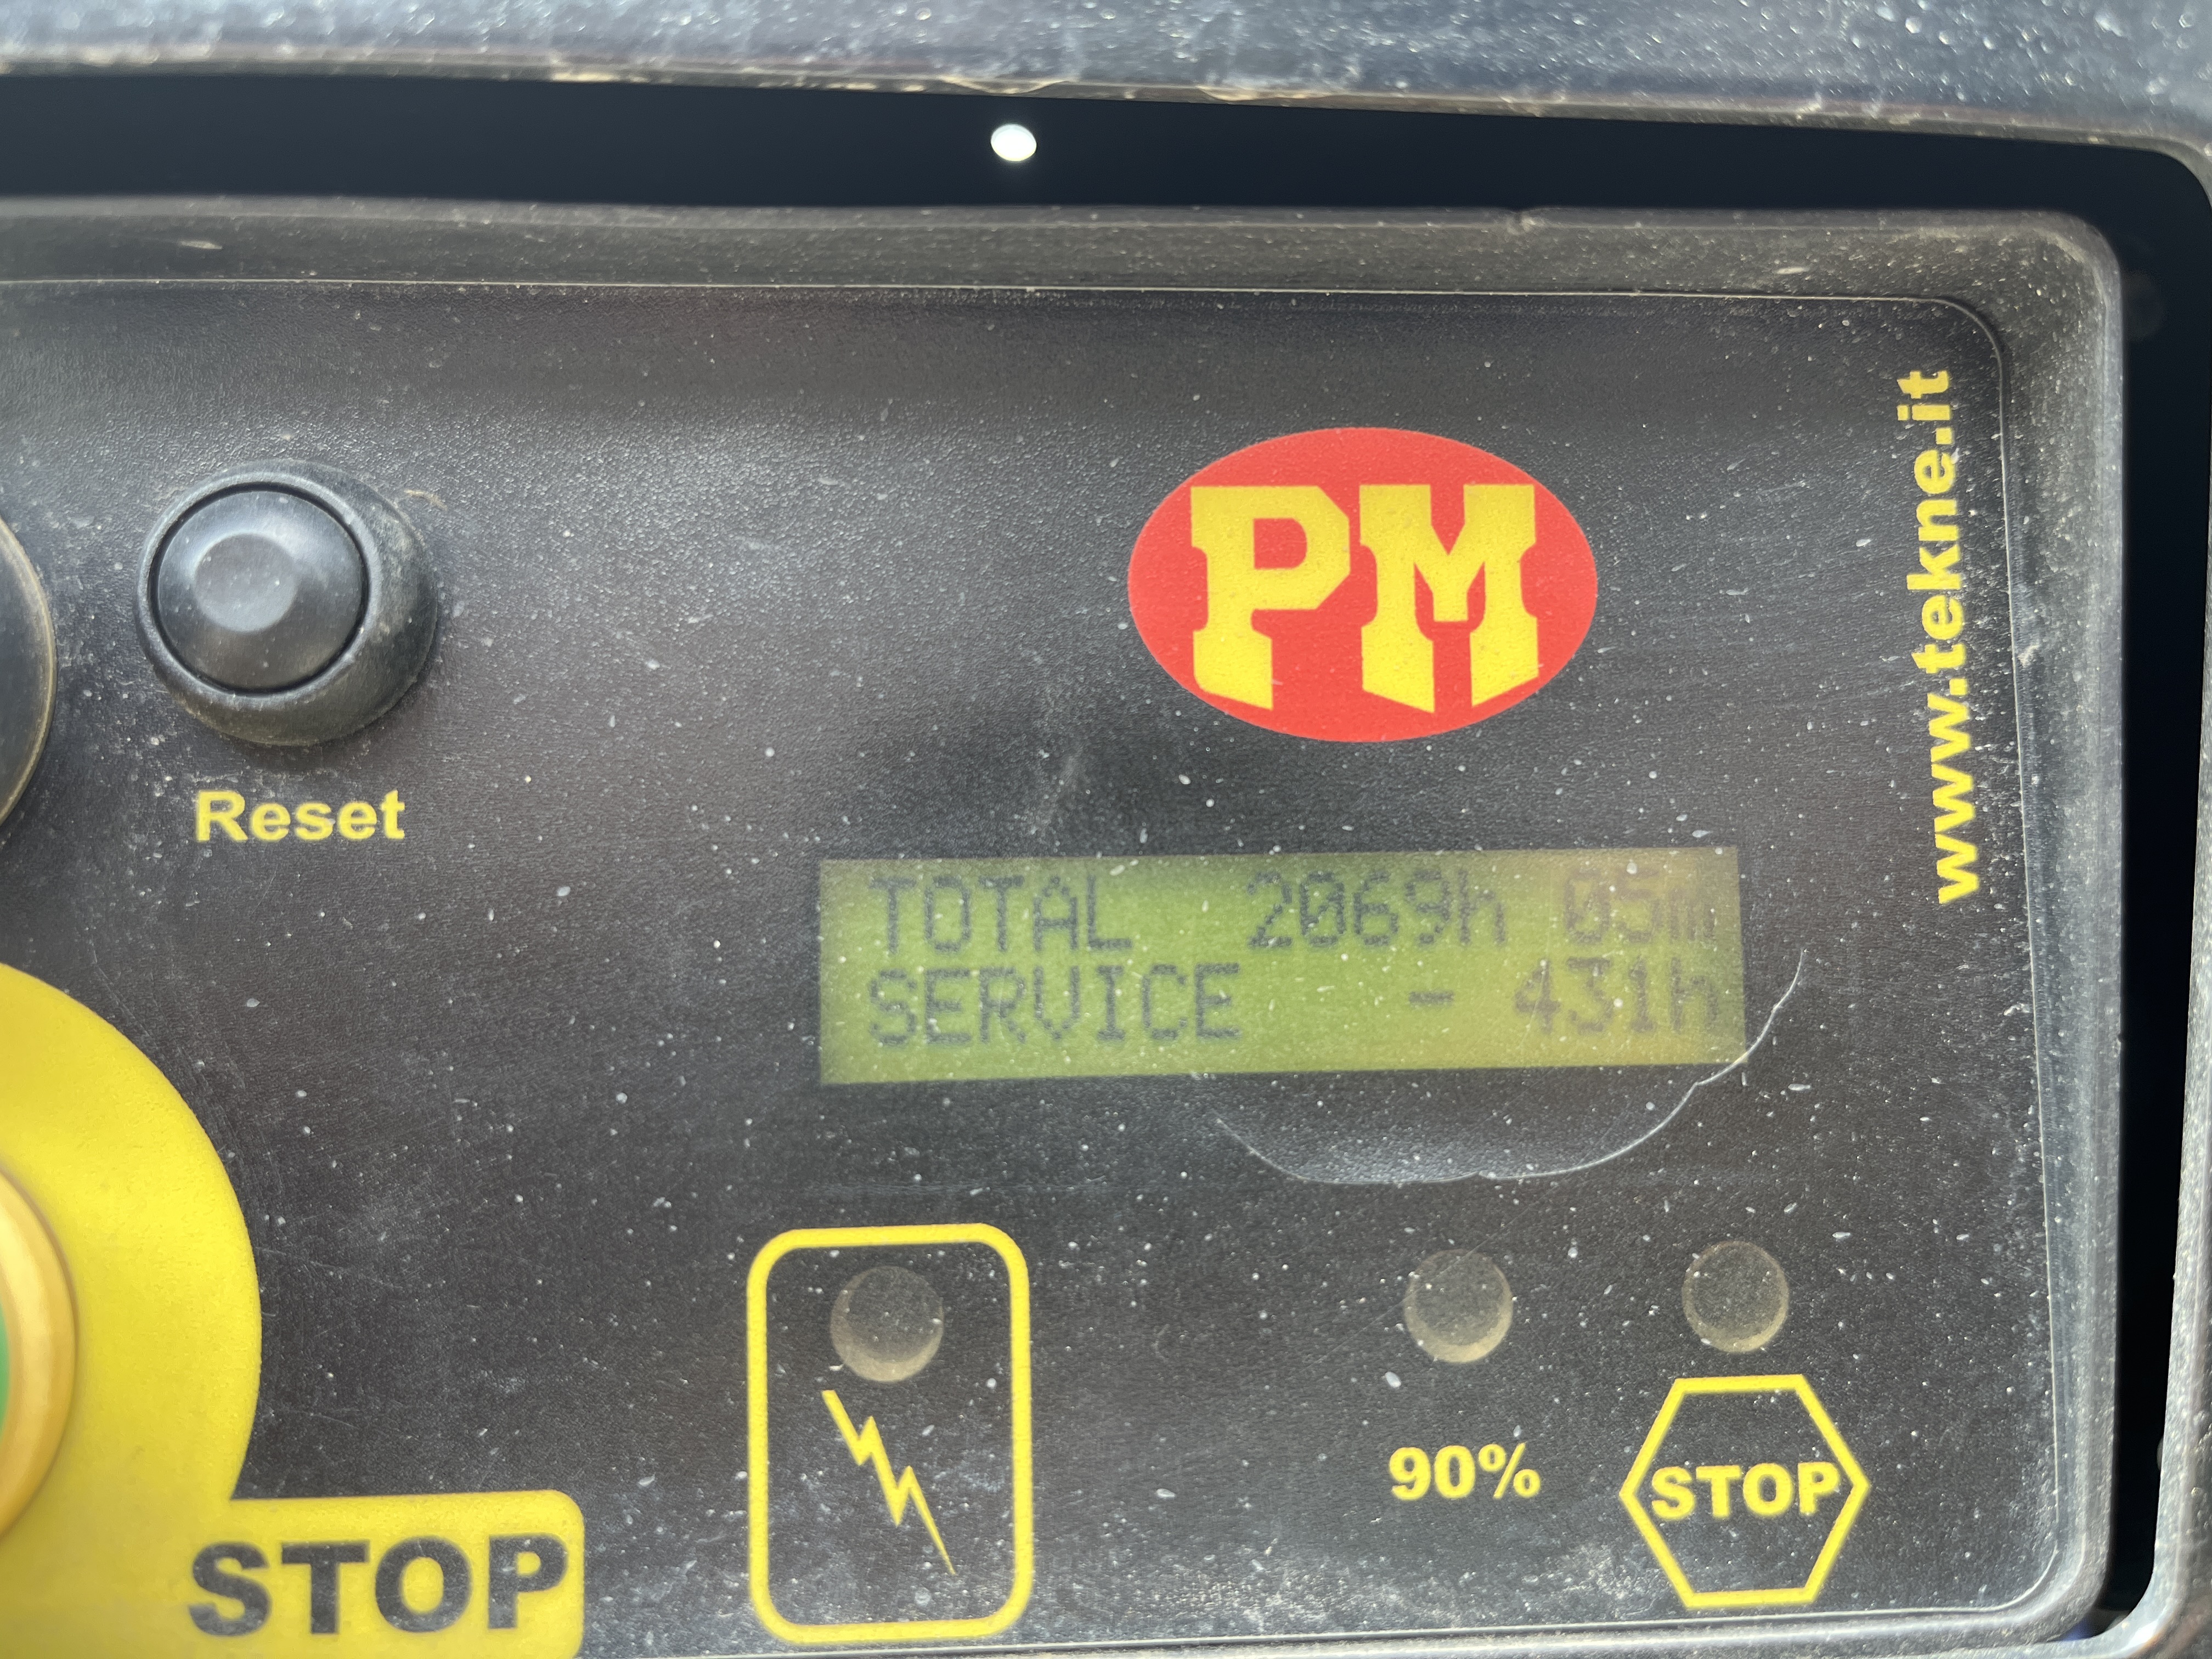 PM
www.tekne.it
Reset
TOTAL 2069h 05m
SERVICE - 431h
90%
STOP
STOP